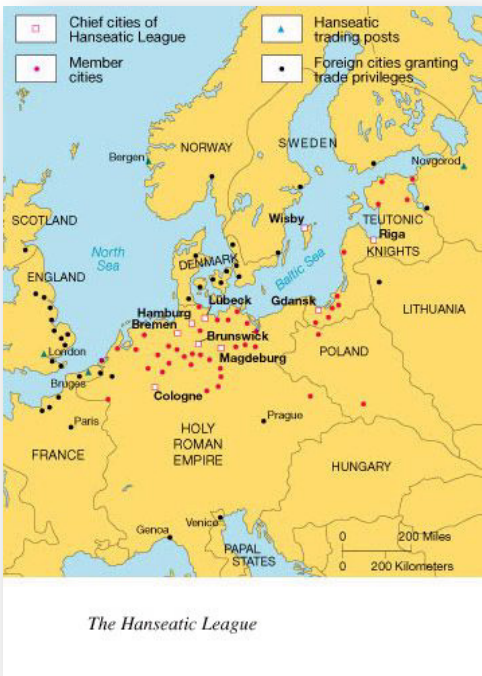 Chief cities of
Hanseatic League
Hanseatic
trading posts
Member
cities
Foreign cities granting
trade privileges
NORWAY
SWEDEN
Bergen
Novgorod
SCOTLAND
Wisby
TEUTONIC
Riga
KNIGHTS
North
Sea
DENMARK
Baltic Sea
ENGLAND
Lübeck
Gdansk
Hamburg
Bremen
LITHUANIA
Brunswick
London
POLAND
Magdeburg
Bruges
Cologne
Paris
Prague
HOLY
ROMAN
EMPIRE
FRANCE
HUNGARY
Venice
Genoa
0 200 Miles
PAPAL
STATES
0 200 Kilometers
The Hanseatic League